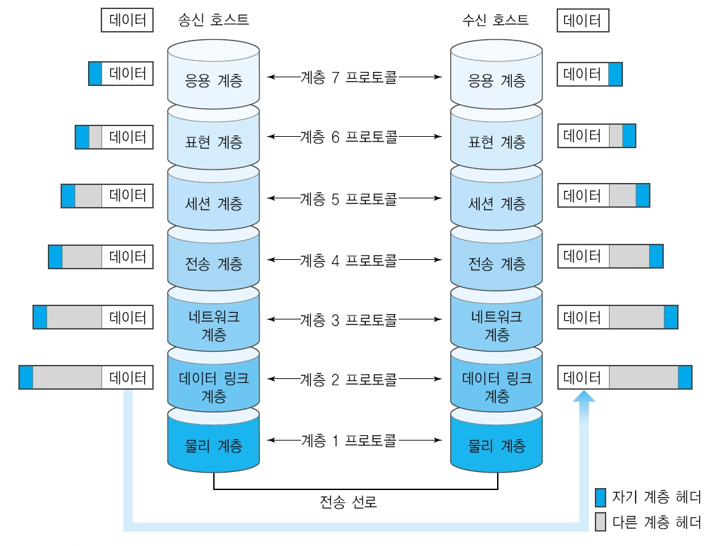 데이터 송신 호스트 수신 호스트 데이터
데이터 응용 계층 계층 7 프로토콜 응용 계층 데이터
데이터 표현 계층 계층 6 프로토콜 표현 계층 데이터
데이터 세션 계층 계층 5 프로토콜 세션 계층 데이터
데이터 전송 계층 계층 4 프로토콜 전송 계층 데이터
데이터 네트워크 계층 계층 3 프로토콜 네트워크 계층 데이터
데이터 데이터 링크 계층 계층 2 프로토콜 데이터 링크 계층 데이터
물리 계층 계층 1 프로토콜 물리 계층
전송 선로
자기 계층 헤더
다른 계층 헤더